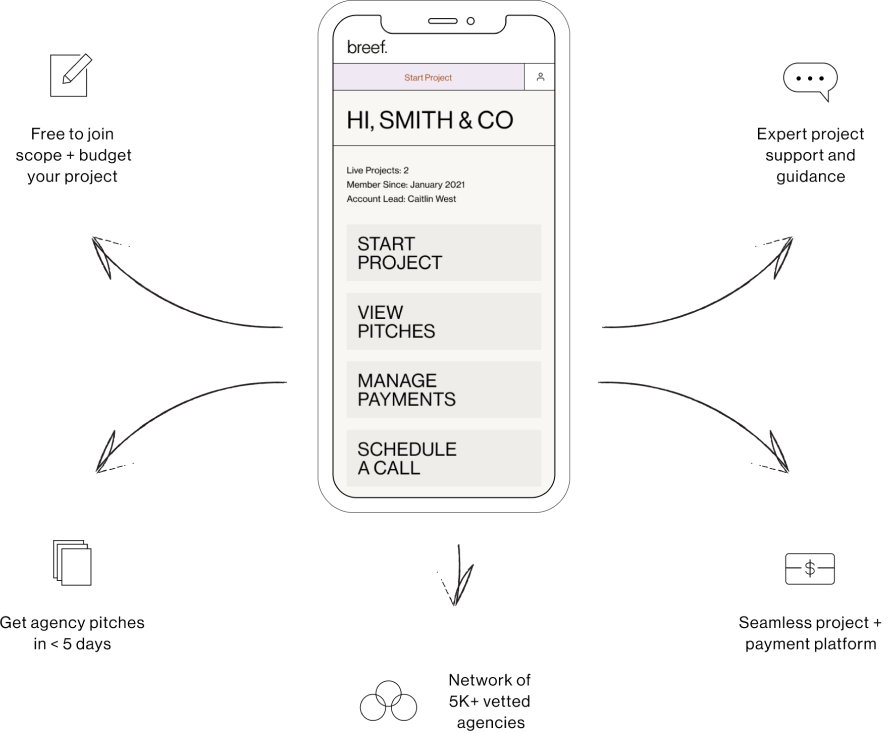 breef.
Start Project
HI, SMITH & CO
Live Projects: 2
Member Since: January 2021
Account Lead: Caitlin West
START
PROJECT
VIEW
PITCHES
MANAGE
PAYMENTS
SCHEDULE
A CALL
Free to join
scope + budget
your project
Expert project
support and
guidance
Get agency pitches
in < 5 days
$
Seamless project +
payment platform
Network of
5K+ vetted
agencies